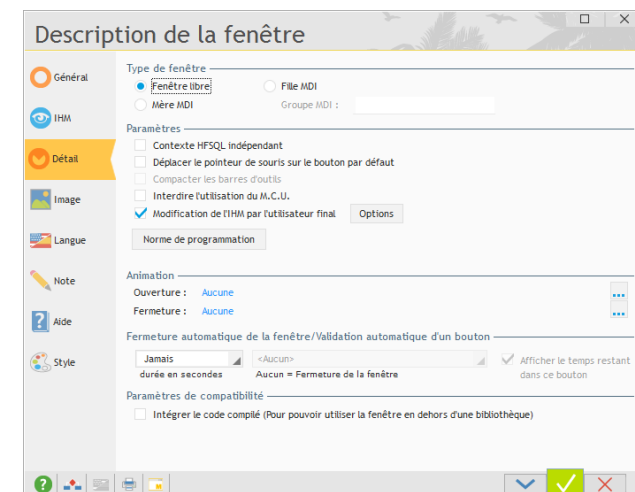 Description de la fenêtre
Général
IHM
Détail
Image
Langue
Note
Aide
Style
Type de fenêtre
Fenêtre libre
Fille MDI
Mère MDI
Groupe MDI :
Paramètres
Contexte HFSQL indépendant
Déplacer le pointeur de souris sur le bouton par défaut
Compacter les barres d'outils
Interdire l'utilisation du M.C.U.
Modification de l'IHM par l'utilisateur final
Options
Norme de programmation
Animation
Ouverture : Aucune
...
Fermeture : Aucune
...
Fermeture automatique de la fenêtre/Validation automatique d'un bouton
Jamais
<Aucun>
Afficher le temps restant
dans ce bouton
durée en secondes
Aucun = Fermeture de la fenêtre
Paramètres de compatibilité
Intégrer le code compilé (Pour pouvoir utiliser la fenêtre en dehors d'une bibliothèque)